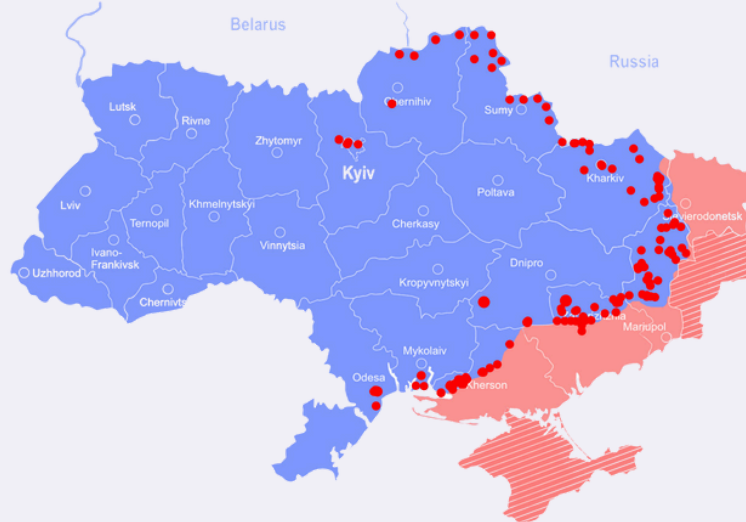 Belarus
Russia
Lutsk
Rivne
Chernihiv
Sumy
Zhytomyr
Kyiv
Kharkiv
Lviv
Ternopil
Khmelnytskyi
Poltava
Ivano-
Frankivsk
Vinnytsia
Cherkasy
Uzhhorod
Chernivts
Kropyvnytskyi
Dnipro
Mariupol
Mykolaiv
Odesa
Kherson